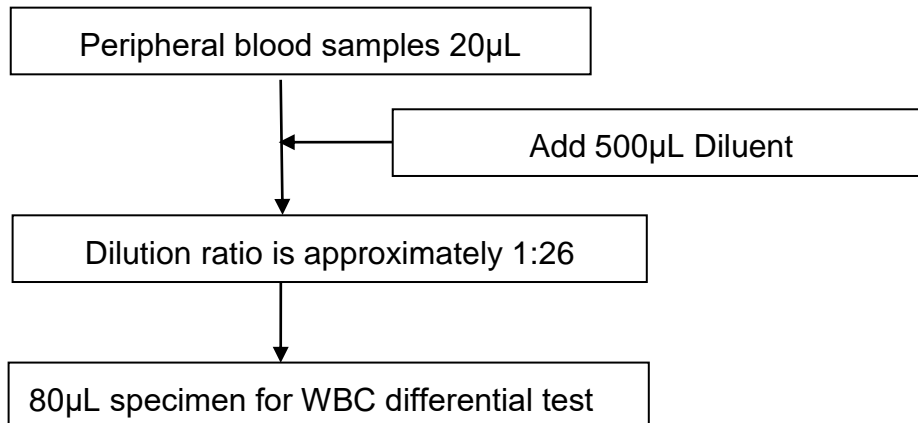 Peripheral blood samples 20µL
Add 500µL Diluent
Dilution ratio is approximately 1:26
80µL specimen for WBC differential test